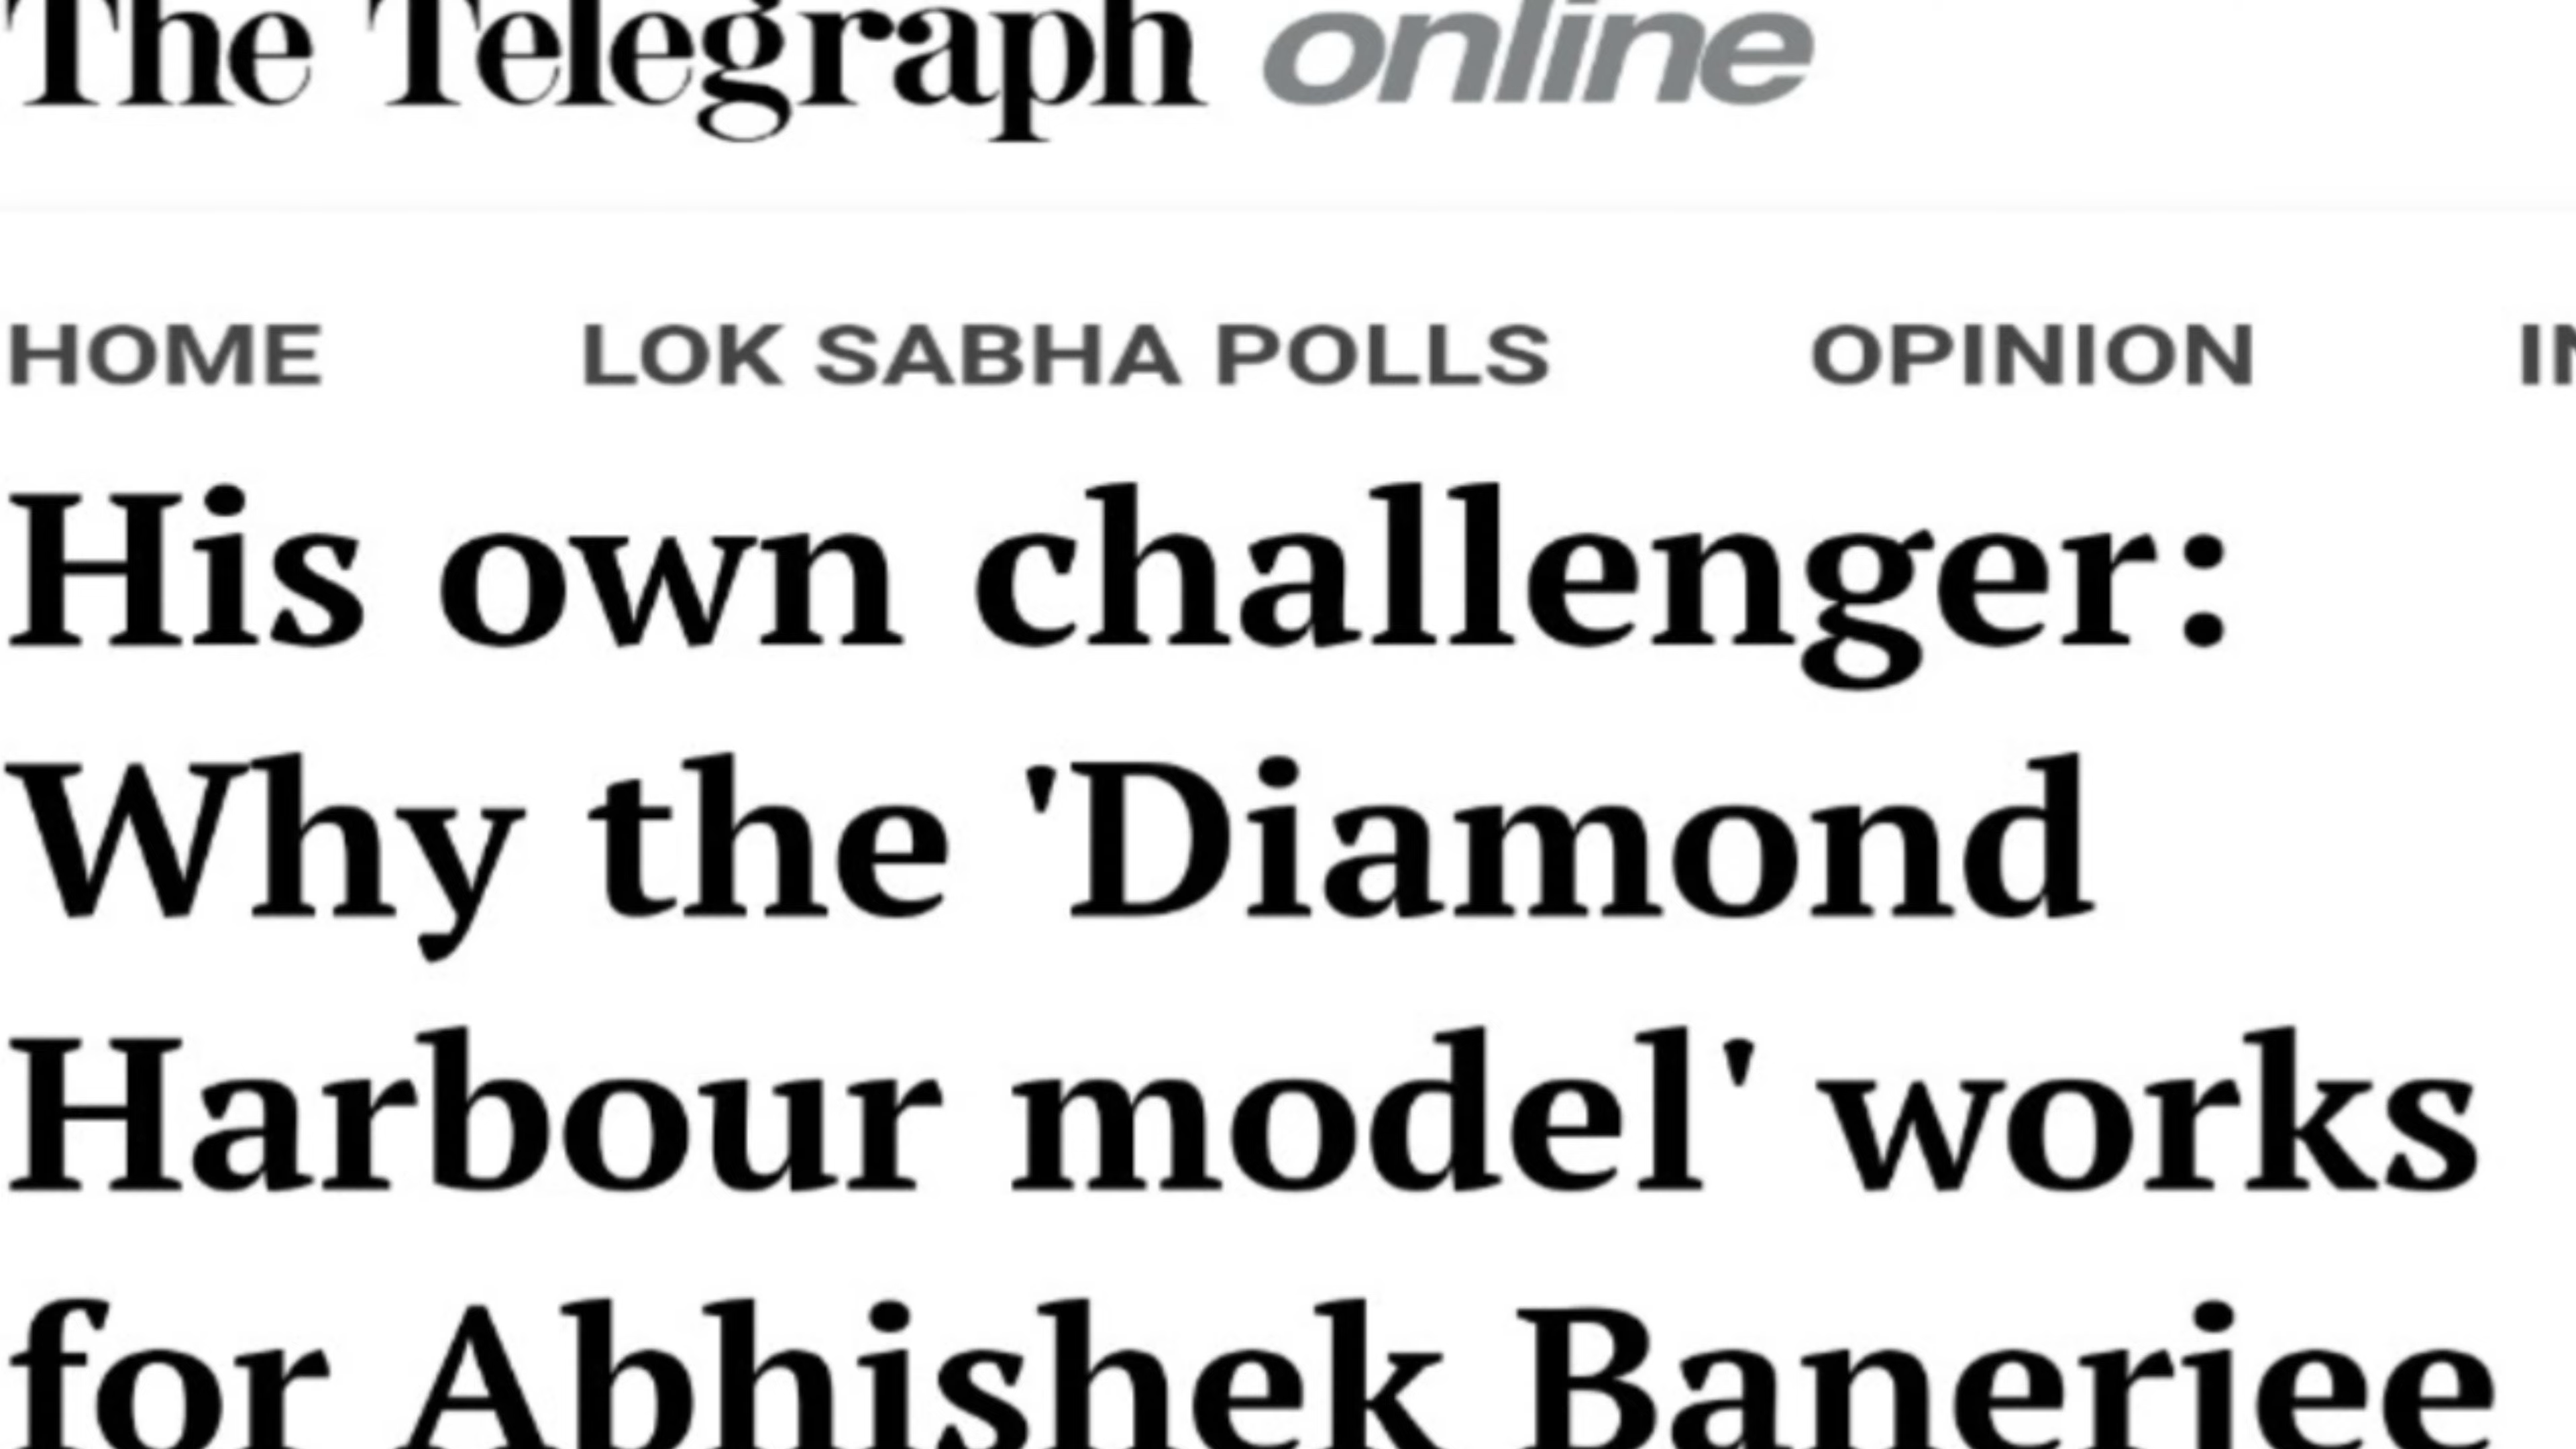 The Telegraph online
HOME LOK SABHA POLLS OPINION
His own challenger:
Why the 'Diamond
Harbour model' works
for Abhishek Banerjee